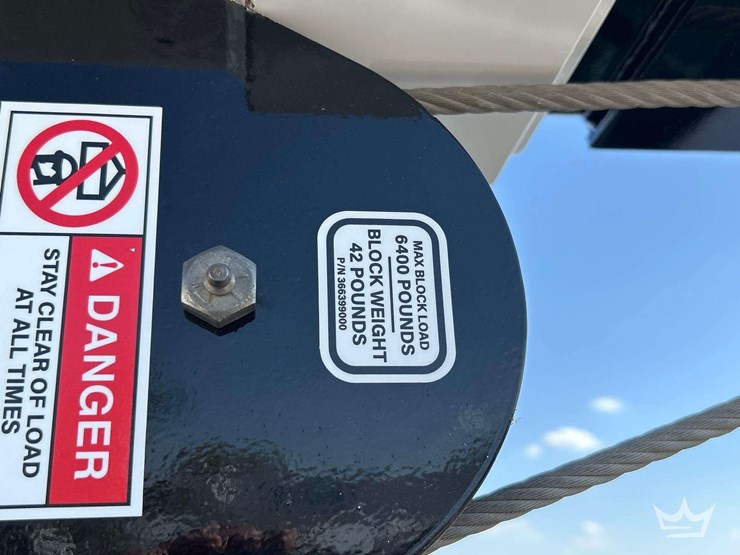 DANGER
STAY CLEAR OF LOAD
AT ALL TIMES
MAX BLOCK LOAD
6400 POUNDS
BLOCK WEIGHT
42 POUNDS
P/N 366399000